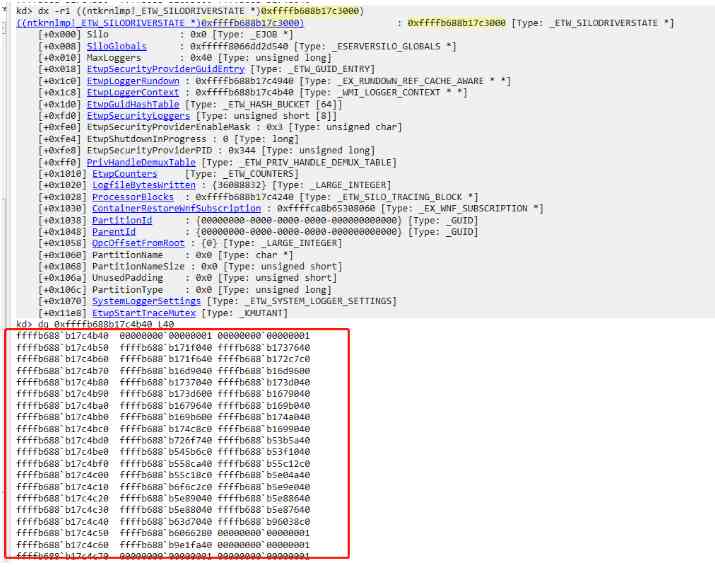 kd> dx -r1 ((ntkrnlmp!_ETW_SILODRIVERSTATE *)0xffffb688b17c3000)
((ntkrnlmp!_ETW_SILODRIVERSTATE *)0xffffb688b17c3000) : 0xffffb688b17c3000 [Type: _ETW_SILODRIVERSTATE *]
[+0x000] Silo : 0x0 [Type: _EJOB *]
[+0x008] SiloGlobals : 0xfffff8066dd2d540 [Type: _ESERVERSILO_GLOBALS *]
[+0x010] MaxLoggers : 0x40 [Type: unsigned long]
[+0x018] EtwpSecurityProviderGuidEntry [Type: _ETW_GUID_ENTRY]
[+0x1c0] EtwpLoggerRundown : 0xffffb688b17c4940 [Type: _EX_RUNDOWN_REF_CACHE_AWARE * *]
[+0x1c8] EtwpLoggerContext : 0xffffb688b17c4b40 [Type: _WMI_LOGGER_CONTEXT * *]
[+0x1d0] EtwpGuidHashTable [Type: _ETW_HASH_BUCKET [64]]
[+0xfd0] EtwpSecurityLoggers [Type: unsigned short [8]]
[+0xfe0] EtwpSecurityProviderEnableMask : 0x3 [Type: unsigned char]
[+0xfe4] EtwpShutdownInProgress : 0 [Type: long]
[+0xfe8] EtwpSecurityProviderPID : 0x344 [Type: unsigned long]
[+0xff0] PrivHandleDemuxTable [Type: _ETW_PRIV_HANDLE_DEMUX_TABLE]
[+0x1010] EtwpCounters [Type: _ETW_COUNTERS]
[+0x1020] LogfileBytesWritten : {36088832} [Type: _LARGE_INTEGER]
[+0x1028] ProcessorBlocks : 0xffffb688b17c4240 [Type: _ETW_SILO_TRACING_BLOCK *]
[+0x1030] ContainerRestoreWnfSubscription : 0xffffca8b65308060 [Type: _EX_WNF_SUBSCRIPTION *]
[+0x1038] PartitionId : {00000000-0000-0000-0000-000000000000} [Type: _GUID]
[+0x1048] ParentId : {00000000-0000-0000-0000-000000000000} [Type: _GUID]
[+0x1058] QpcOffsetFromRoot : {0} [Type: _LARGE_INTEGER]
[+0x1060] PartitionName : 0x0 [Type: char *]
[+0x1068] PartitionNameSize : 0x0 [Type: unsigned short]
[+0x106a] UnusedPadding : 0x0 [Type: unsigned short]
[+0x106c] PartitionType : 0x0 [Type: unsigned long]
[+0x1070] SystemLoggerSettings [Type: _ETW_SYSTEM_LOGGER_SETTINGS]
[+0x11e8] EtwpStartTraceMutex [Type: _KMUTANT]
kd> dq 0xffffb688b17c4b40 L40
ffffb688`b17c4b40 00000000`00000001 00000000`00000001
ffffb688`b17c4b50 ffffb688`b171f040 ffffb688`b1737640
ffffb688`b17c4b60 ffffb688`b171f640 ffffb688`b172c7c0
ffffb688`b17c4b70 ffffb688`b16d9040 ffffb688`b16d9600
ffffb688`b17c4b80 ffffb688`b1737040 ffffb688`b173d040
ffffb688`b17c4b90 ffffb688`b173d600 ffffb688`b1679040
ffffb688`b17c4ba0 ffffb688`b1679640 ffffb688`b169b040
ffffb688`b17c4bb0 ffffb688`b169b600 ffffb688`b174a040
ffffb688`b17c4bc0 ffffb688`b174c8c0 ffffb688`b1699040
ffffb688`b17c4bd0 ffffb688`b726f740 ffffb688`b53b5a40
ffffb688`b17c4be0 ffffb688`b545b6c0 ffffb688`b53f1040
ffffb688`b17c4bf0 ffffb688`b558ca40 ffffb688`b55c12c0
ffffb688`b17c4c00 ffffb688`b55c18c0 ffffb688`b5e04a40
ffffb688`b17c4c10 ffffb688`b6f6c2c0 ffffb688`b5e9e040
ffffb688`b17c4c20 ffffb688`b5e89040 ffffb688`b5e88640
ffffb688`b17c4c30 ffffb688`b5e88040 ffffb688`b5e87640
ffffb688`b17c4c40 ffffb688`b63d7040 ffffb688`b96038c0
ffffb688`b17c4c50 ffffb688`b6066280 00000000`00000001
ffffb688`b17c4c60 ffffb688`b9e1fa40 00000000`00000001
ffffb688`b17c4c70 00000000`00000001 00000000`00000001